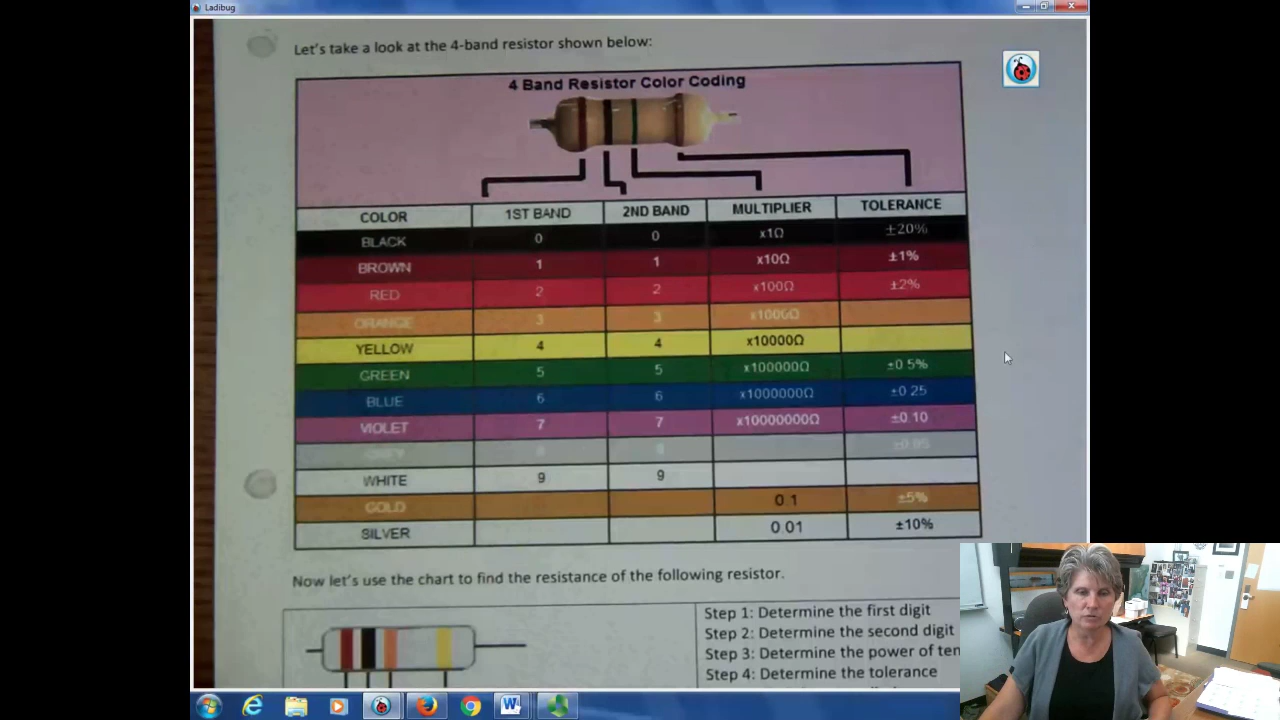 Ladibug
Let's take a look at the 4-band resistor shown below:
4 Band Resistor Color Coding
COLOR 1ST BAND 2ND BAND MULTIPLIER TOLERANCE
BLACK 0 0 x1Ω ±20%
BROWN 1 1 x10Ω ±1%
RED 2 2 x100Ω ±2%
ORANGE 3 3 x1000Ω
YELLOW 4 4 x10000Ω
GREEN 5 5 x100000Ω ±0 5%
BLUE 6 6 x1000000Ω ±0 25
VIOLET 7 7 x10000000Ω ±0 10
±0 05
WHITE 9 9
GOLD 0 1 ±5%
SILVER 0.01 ±10%
Now let's use the chart to find the resistance of the following resistor.
Step 1: Determine the first digit
Step 2: Determine the second digit
Step 3: Determine the power of ten
Step 4: Determine the tolerance